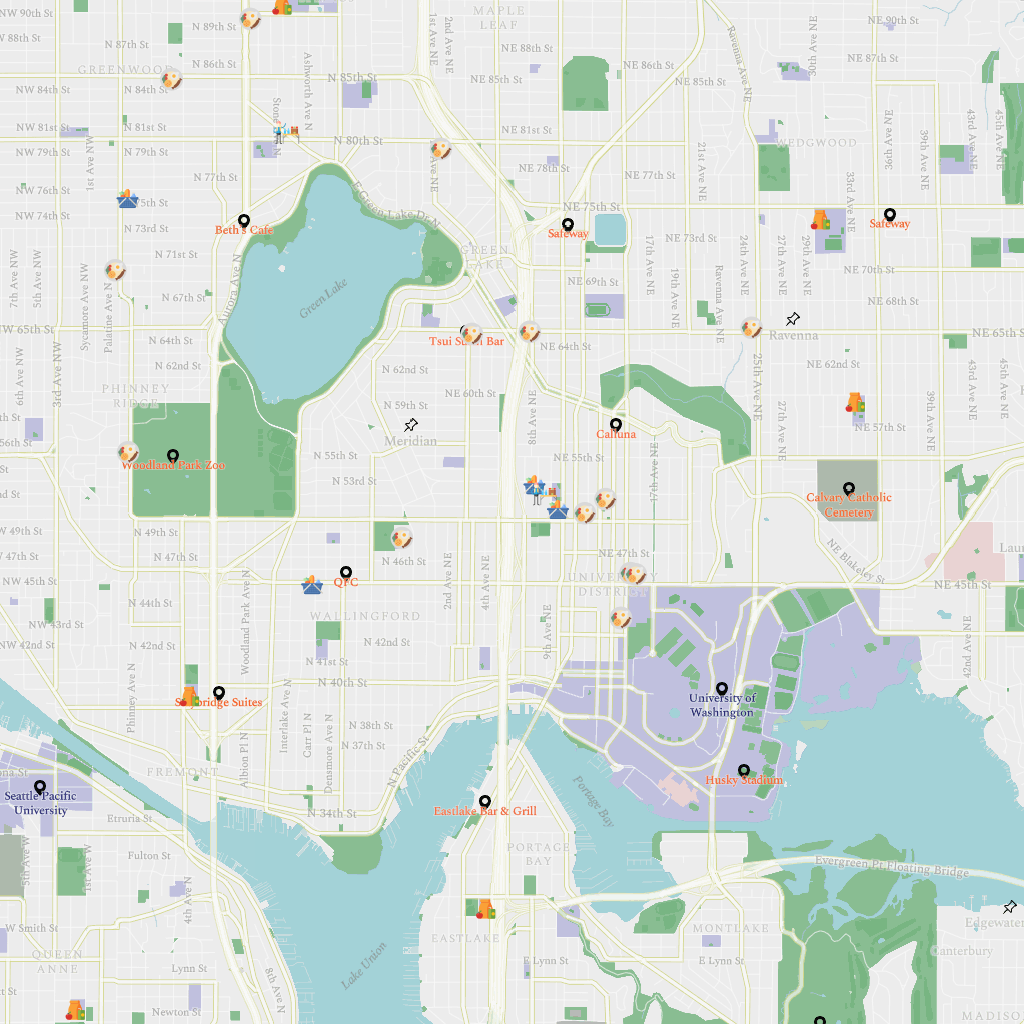 NW 90th St
N 89th St
MAPLE
LEAF
NE 90th St
NW 88th St
N 87th St
NE 88th St
N 86th St
NE 86th St
NE 87th St
GREENWOOD
N 85th St
NE 85th St
NE 85th St
NW 84th St
N 84th St
NW 81st St
N 81st St
N 80th St
NE 81st St
WEDGWOOD
NW 79th St
N 79th St
NE 78th St
N 77th St
NE 77th St
NW 76th St
NW 74th St
75th St
NE 75th St
N 73rd St
Beth's Cafe
Safeway
NE 73rd St
Safeway
N 71st St
GREEN
LAKE
NE 70th St
NE 69th St
N 67th St
NE 68th St
NW 65th St
NE 65th St
N 64th St
Tsui Sushi Bar
NE 64th St
Ravenna
N 62nd St
N 62nd St
NE 62nd St
PHINNEY
RIDGE
NE 60th St
N 59th St
56th St
Meridian
Calluna
NE 57th St
Woodland Park Zoo
N 55th St
NE 55th St
N 53rd St
Calvary Catholic
Cemetery
NW 49th St
N 49th St
NW 47th St
N 47th St
N 46th St
NE 47th St
NE Blakeley St
NW 45th St
QFC
UNIVERSITY
DISTRICT
NE 45th St
N 44th St
WALLINGFORD
NW 43rd St
NW 42nd St
N 42nd St
N 42nd St
N 41st St
N 40th St
Staybridge Suites
University of
Washington
N 38th St
N 37th St
FREMONT
Husky Stadium
Seattle Pacific
University
Etruria St
N 34th St
Eastlake Bar & Grill
N Pacific St
Portage Bay
Fulton St
PORTAGE
BAY
Evergreen Pt Floating Bridge
W Smith St
EASTLAKE
MONTLAKE
Edgewater
QUEEN
ANNE
Lynn St
E Lynn St
E Lynn St
Canterbury
Newton St
Lake Union
MADISO
Green Lake
E Green Lake Dr N
Aurora Ave N
Ashworth Ave N
1st Ave NE
2nd Ave NE
Ravenna Ave NE
30th Ave NE
39th Ave NE
43rd Ave NE
45th Ave NE
39th Ave NE
1st Ave NW
21st Ave NE
33rd Ave NE
7th Ave NW
5th Ave NW
Sycamore Ave NW
Palatine Ave N
17th Ave NE
19th Ave NE
Ravenna Ave NE
24th Ave NE
27th Ave NE
29th Ave NE
6th Ave NW
3rd Ave NW
8th Ave NE
25th Ave NE
27th Ave NE
39th Ave NE
43rd Ave NE
45th Ave NE
17th Ave NE
2nd Ave NE
4th Ave NE
9th Ave NE
Woodland Park Ave N
Phinney Ave N
Interlake Ave N
Carr Pl N
Densmore Ave N
Albion Pl N
42nd Ave NE
5th Ave W
1st Ave W
4th Ave N
8th Ave N